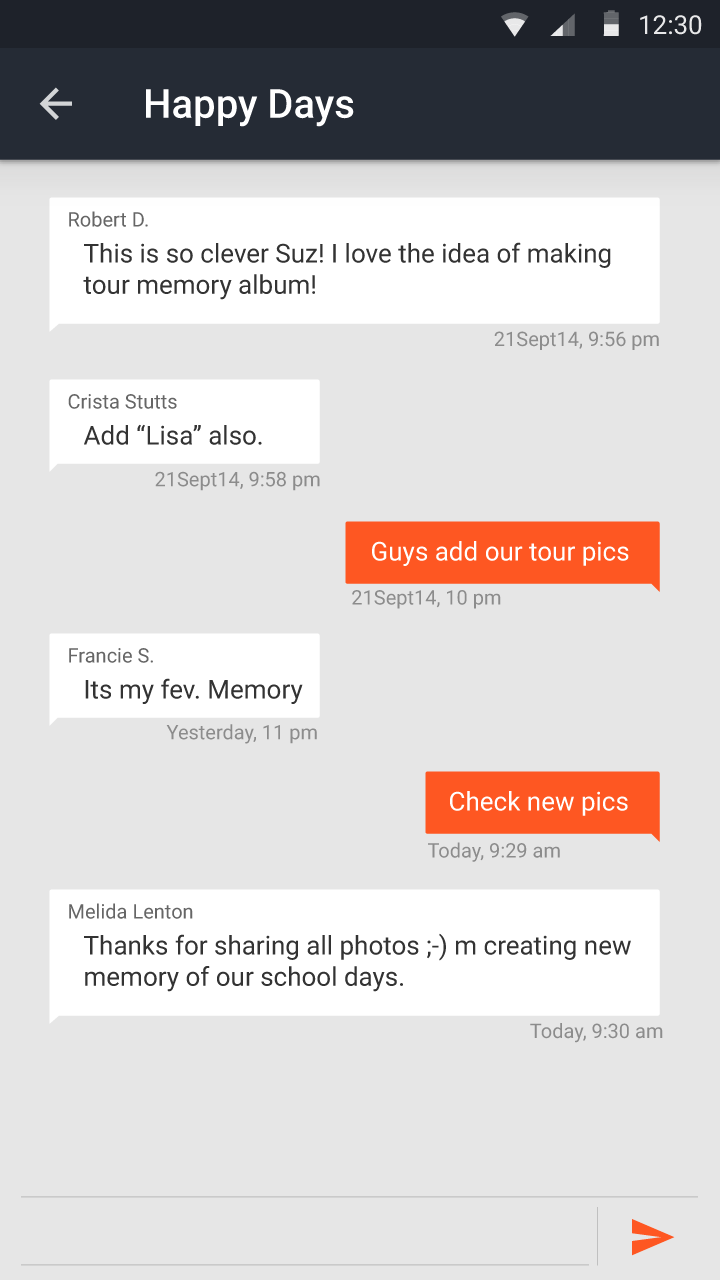 12:30
Happy Days
Robert D.
This is so clever Suz! I love the idea of making
tour memory album!
21Sept14, 9:56 pm
Crista Stutts
Add “Lisa” also.
21Sept14, 9:58 pm
Guys add our tour pics
21Sept14, 10 pm
Francie S.
Its my fev. Memory
Yesterday, 11 pm
Check new pics
Today, 9:29 am
Melida Lenton
Thanks for sharing all photos ;-) m creating new
memory of our school days.
Today, 9:30 am